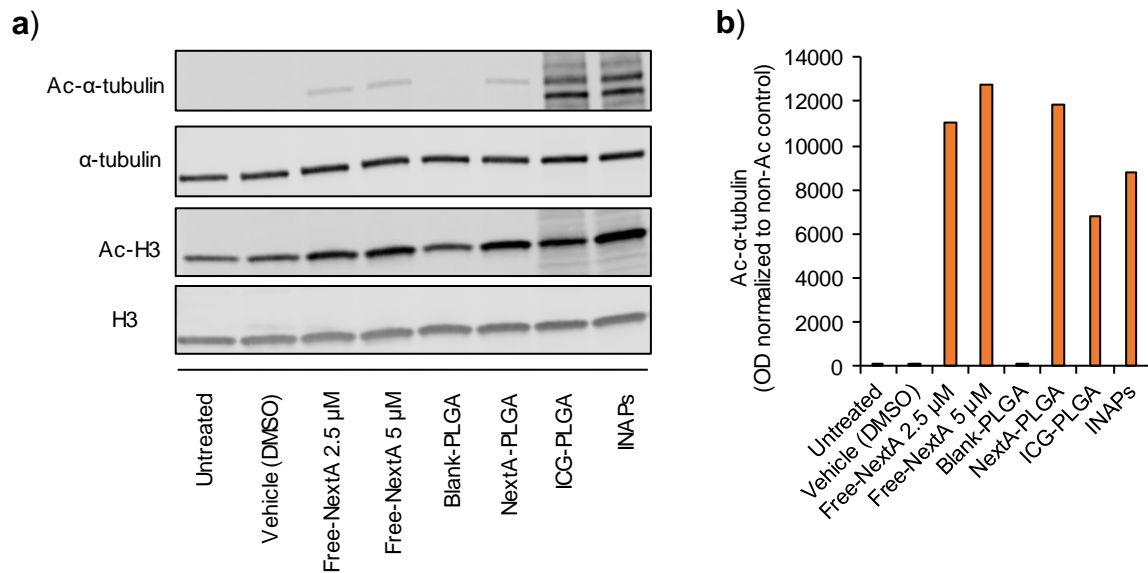 a)
Ac-α-tubulin
α-tubulin
Ac-H3
H3
Untreated
Vehicle (DMSO)
Free-NextA 2.5 µM
Free-NextA 5 µM
Blank-PLGA
NextA-PLGA
ICG-PLGA
INAPs
b)
Ac-α-tubulin
(OD normalized to non-Ac control)
14000
12000
10000
8000
6000
4000
2000
0
Untreated
Vehicle (DMSO)
Free-NextA 2.5 µM
Free-NextA 5 µM
Blank-PLGA
NextA-PLGA
ICG-PLGA
INAPs